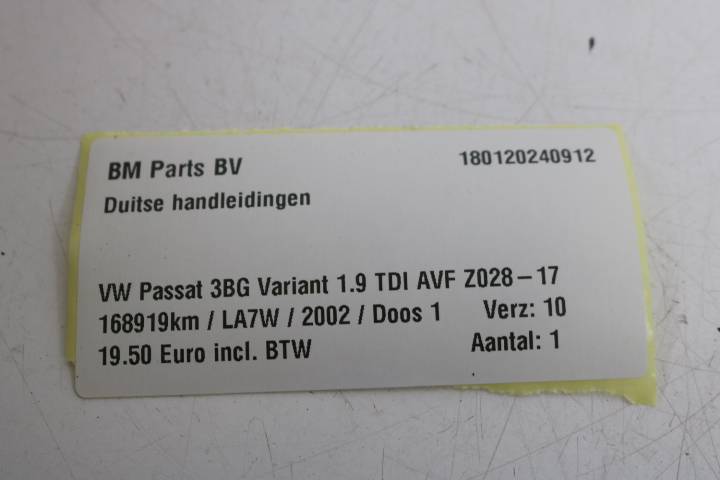 BM Parts BV 180120240912
Duitse handleidingen
VW Passat 3BG Variant 1.9 TDI AVF Z028-17
168919km / LA7W / 2002 / Doos 1 Verz: 10
19.50 Euro incl. BTW Aantal: 1